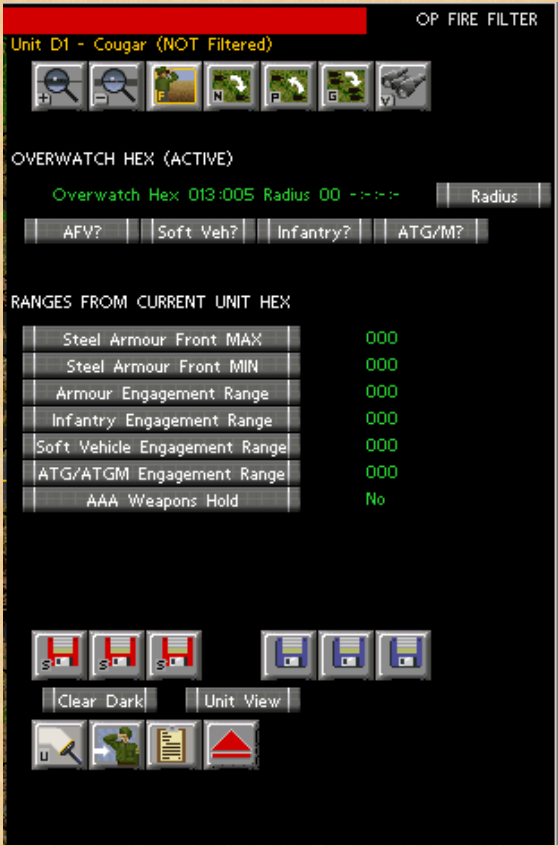 OP FIRE FILTER
Unit D1 - Cougar (NOT Filtered)
+ - F N P G V
OVERWATCH HEX (ACTIVE)
Overwatch Hex 013:005 Radius 00 -:-:-:- Radius
AFV? Soft Veh? Infantry? ATG/M?
RANGES FROM CURRENT UNIT HEX
Steel Armour Front MAX 000
Steel Armour Front MIN 000
Armour Engagement Range 000
Infantry Engagement Range 000
Soft Vehicle Engagement Range 000
ATG/ATGM Engagement Range 000
AAA Weapons Hold No
S S S
Clear Dark Unit View
U